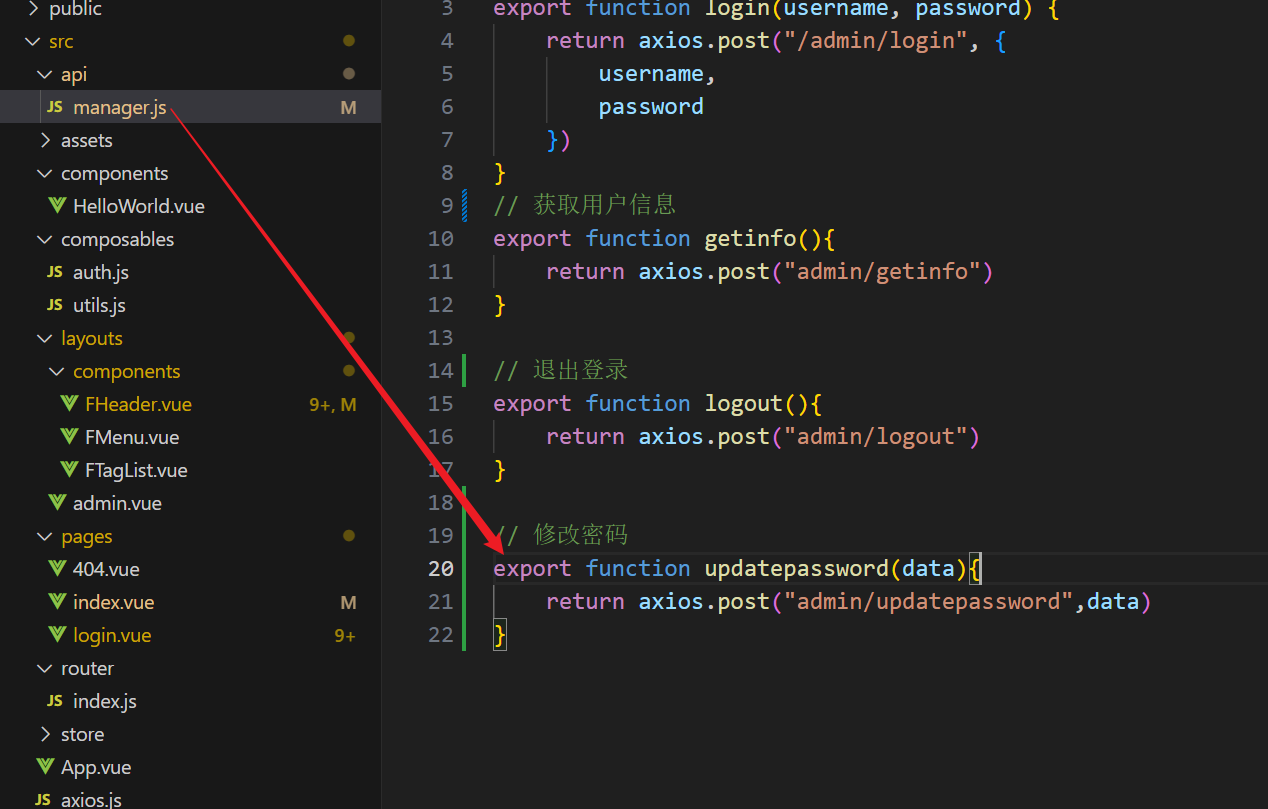 public
src
api
JS manager.js M
assets
components
HelloWorld.vue
composables
JS auth.js
JS utils.js
layouts
components
FHeader.vue 9+, M
FMenu.vue
FTagList.vue
admin.vue
pages
404.vue
index.vue M
login.vue 9+
router
JS index.js
store
App.vue
JS axios.js
3 export function login(username, password) {
4 return axios.post("/admin/login", {
5 username,
6 password
7 })
8 }
9 // 获取用户信息
10 export function getinfo(){
11 return axios.post("admin/getinfo")
12 }
13
14 // 退出登录
15 export function logout(){
16 return axios.post("admin/logout")
17 }
18
19 // 修改密码
20 export function updatepassword(data){
21 return axios.post("admin/updatepassword",data)
22 }